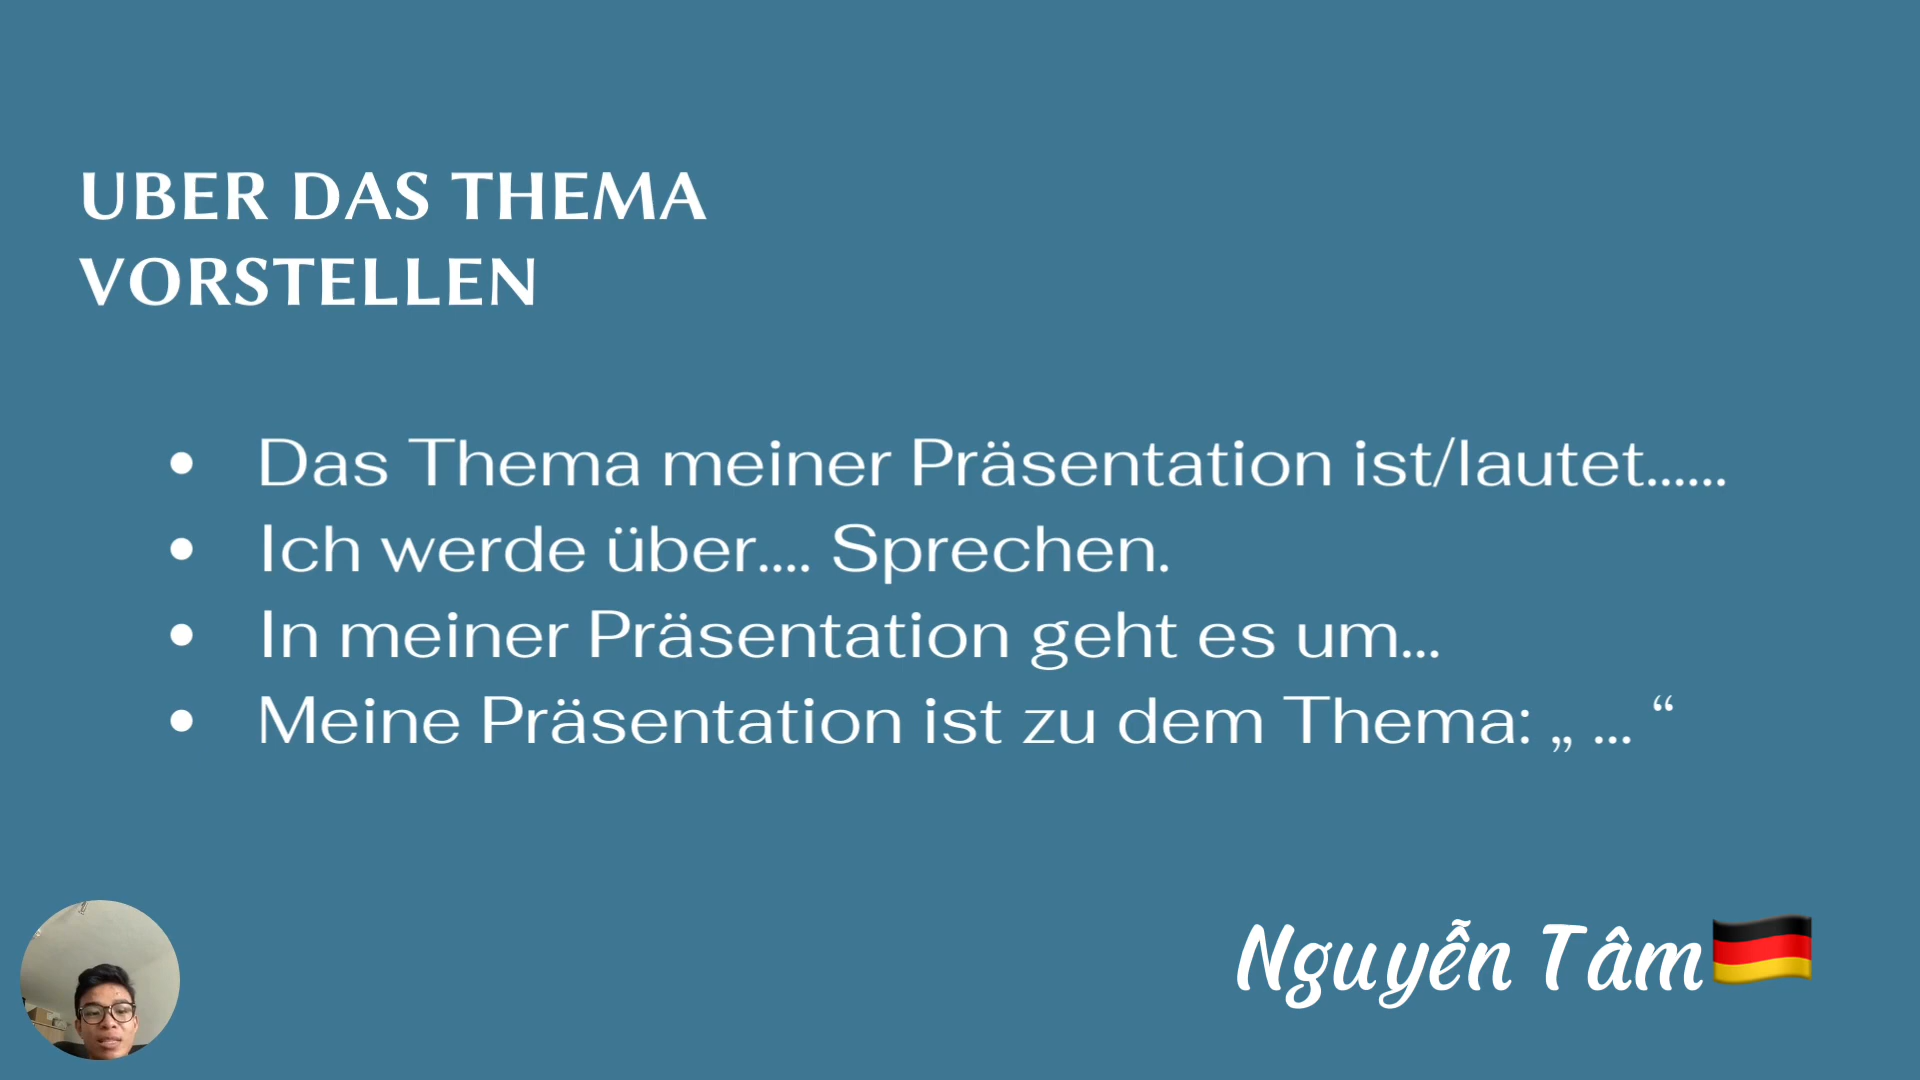 UBER DAS THEMA
VORSTELLEN
• Das Thema meiner Präsentation ist/lautet......
• Ich werde über.... Sprechen.
• In meiner Präsentation geht es um...
• Meine Präsentation ist zu dem Thema: „ ... “
Nguyễn Tâm🇩🇪